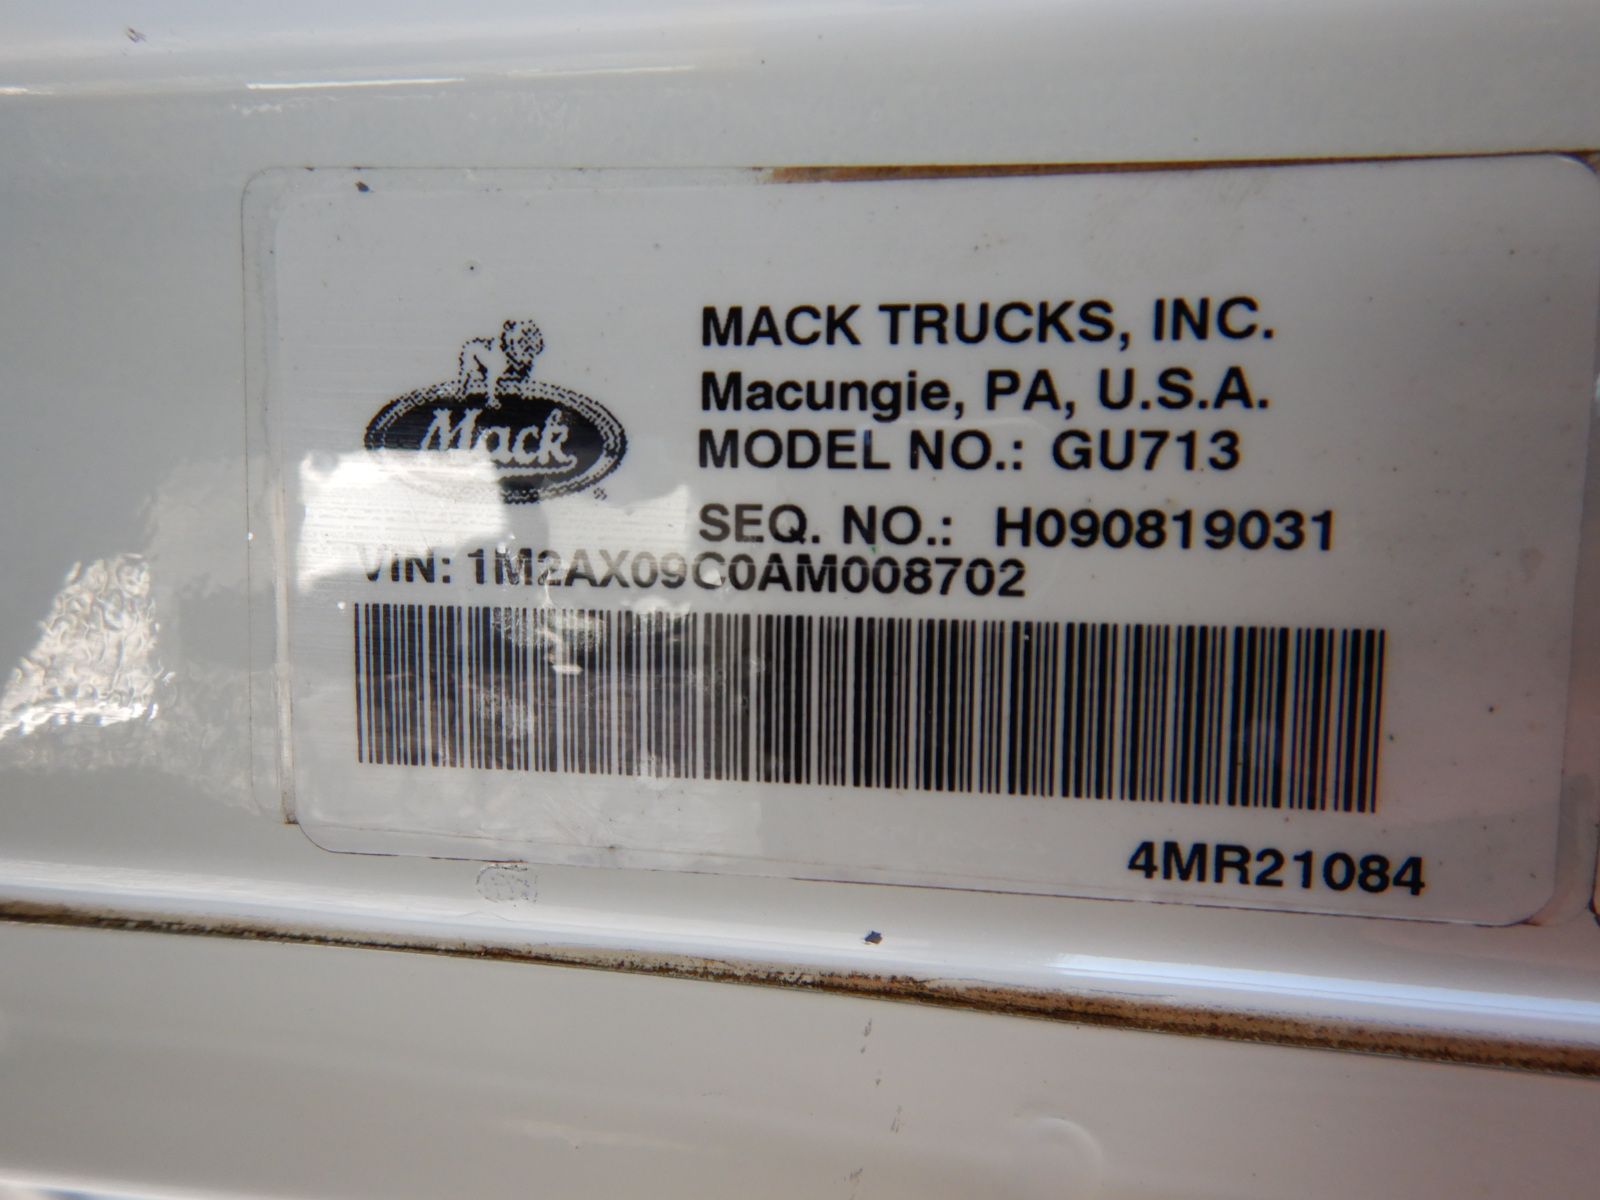 Mack
®
MACK TRUCKS, INC.
Macungie, PA, U.S.A.
MODEL NO.: GU713
SEQ. NO.: H090819031
VIN: 1M2AX09C0AM008702
4MR21084